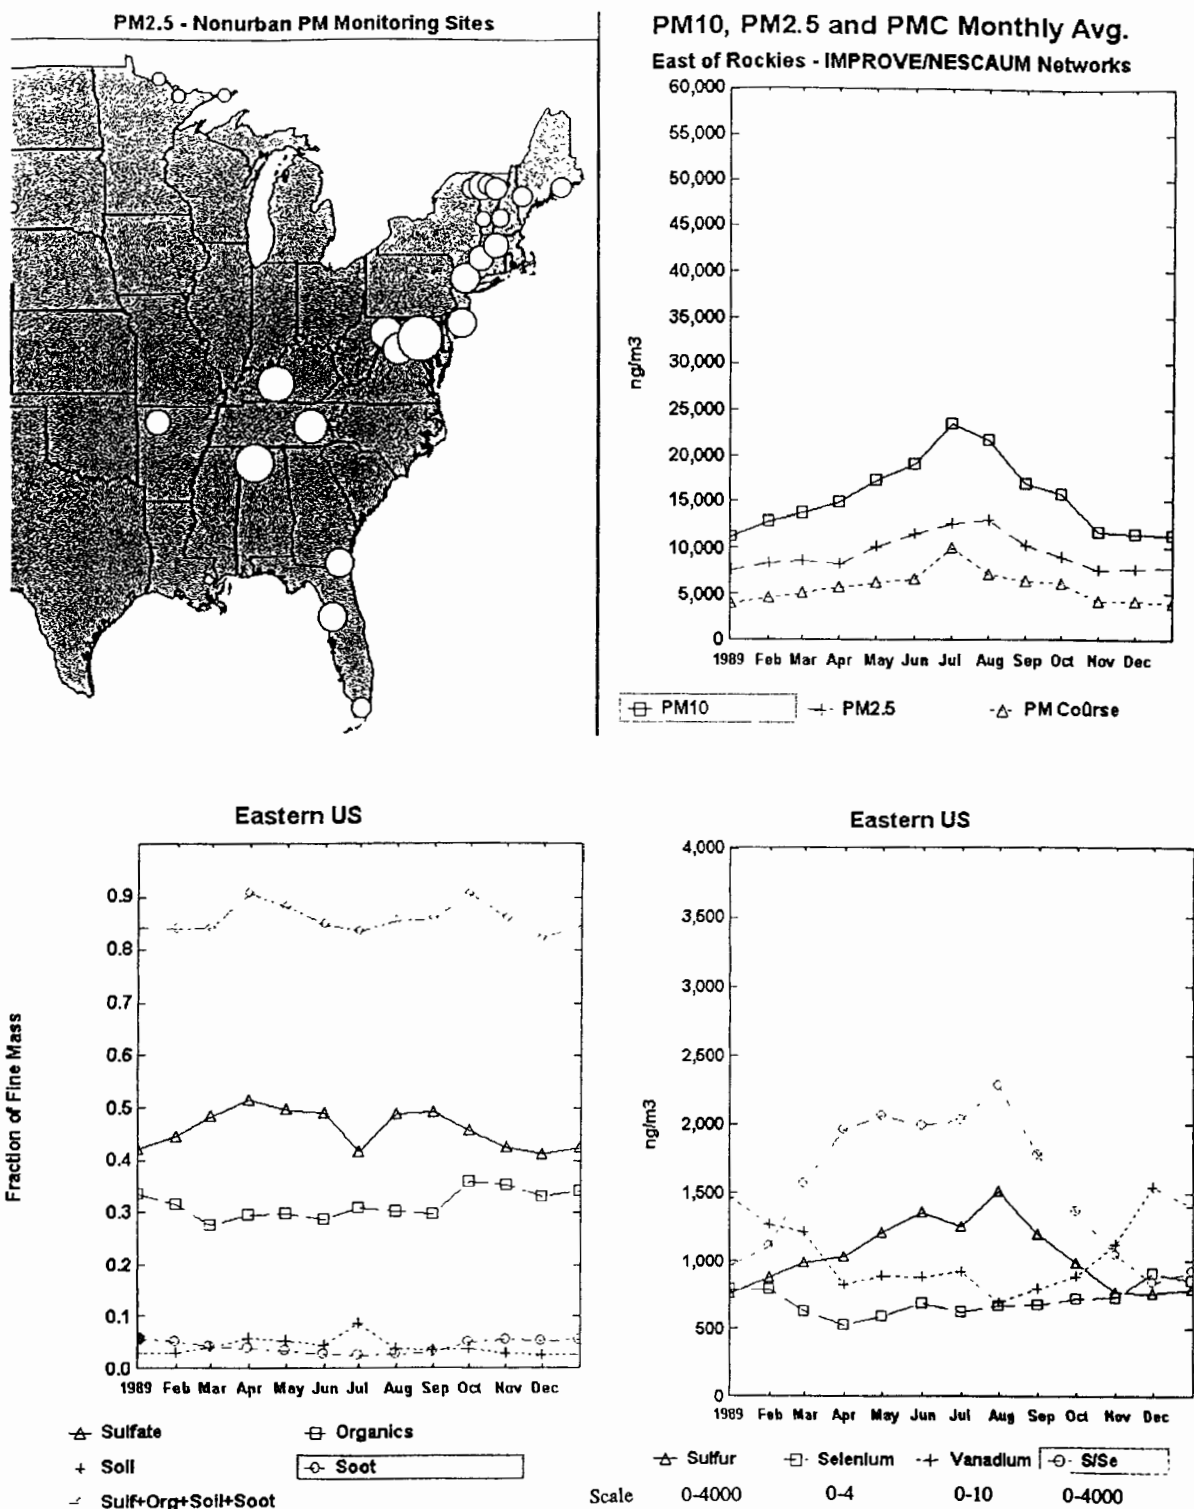 PM2.5 - Nonurban PM Monitoring Sites
PM10, PM2.5 and PMC Monthly Avg.
East of Rockies - IMPROVE/NESCAUM Networks
60,000
55,000
50,000
45,000
40,000
35,000
30,000
25,000
20,000
15,000
10,000
5,000
0
ng/m3
1989 Feb Mar Apr May Jun Jul Aug Sep Oct Nov Dec
PM10 PM2.5 PM Coûrse
Eastern US
0.9
0.8
0.7
0.6
0.5
0.4
0.3
0.2
0.1
0.0
Fraction of Fine Mass
1989 Feb Mar Apr May Jun Jul Aug Sep Oct Nov Dec
Sulfate Organics
Soil Soot
Sulf+Org+Soil+Soot
Eastern US
4,000
3,500
3,000
2,500
2,000
1,500
1,000
500
0
ng/m3
1989 Feb Mar Apr May Jun Jul Aug Sep Oct Nov Dec
Sulfur Selenium Vanadium S/Se
Scale 0-4000 0-4 0-10 0-4000